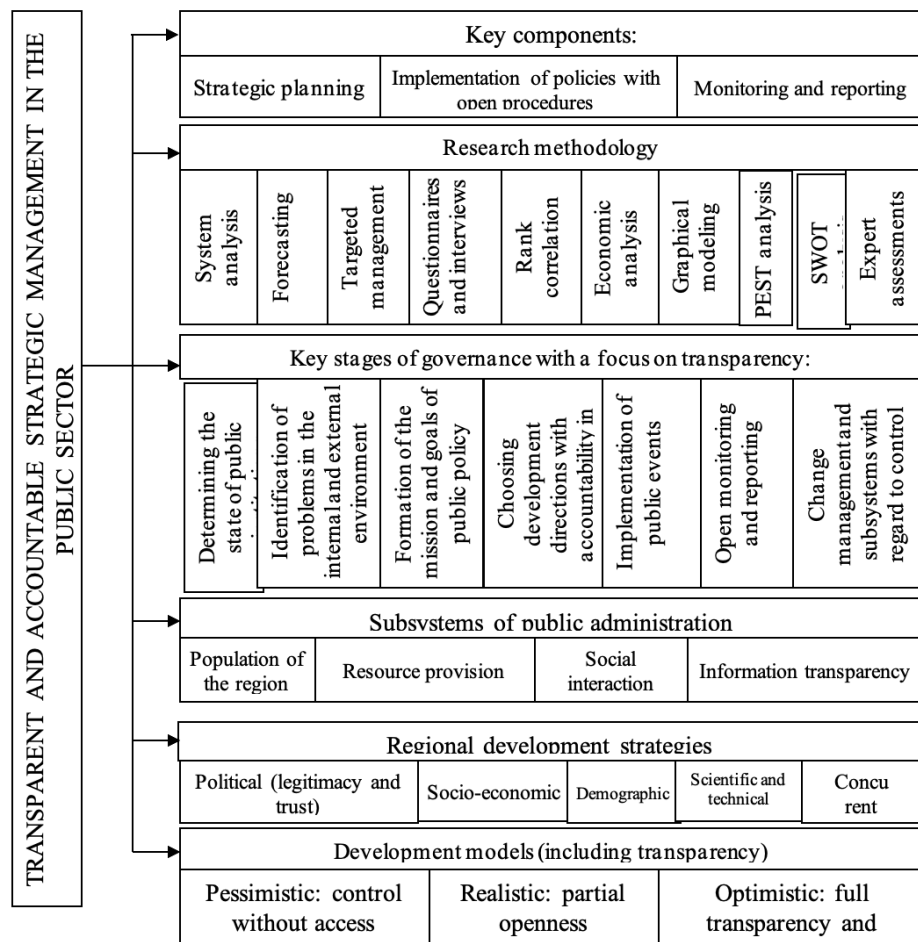 TRANSPARENT AND ACCOUNTABLE STRATEGIC MANAGEMENT IN THE
PUBLIC SECTOR
Key components:
Strategic planning
Implementation of policies with
open procedures
Monitoring and reporting
Research methodology
System
analysis
Forecasting
Targeted
management
Questionnaires
and interviews
Rank
correlation
Economic
analysis
Graphical
modeling
PEST analysis
SWOT
Expert
assessments
Key stages of governance with a focus on transparency:
Determining the
state of public
Identification of
problems in the
internal and external
environment
Formation of the
mission and goals of
public policy
Choosing
development
directions with
accountability in
Implementation of
public events
Open monitoring
and reporting
Change
management and
subsystems with
regard to control
Subsystems of public administration
Population of
the region
Resource provision
Social
interaction
Information transparency
Regional development strategies
Political (legitimacy and
trust)
Socio-economic
Demographic
Scientific and
technical
Concu
rent
Development models (including transparency)
Pessimistic: control
without access
Realistic: partial
openness
Optimistic: full
transparency and